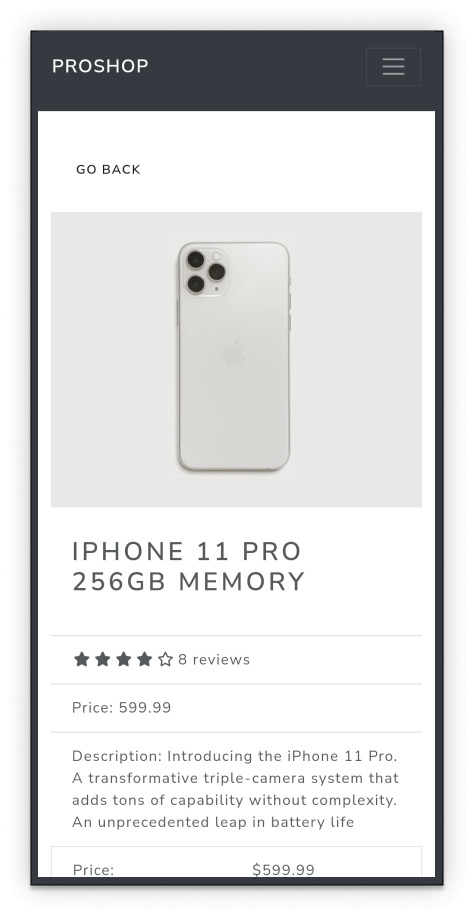 PROSHOP
GO BACK
IPHONE 11 PRO
256GB MEMORY
8 reviews
Price: 599.99
Description: Introducing the iPhone 11 Pro.
A transformative triple-camera system that
adds tons of capability without complexity.
An unprecedented leap in battery life
Price: $599.99